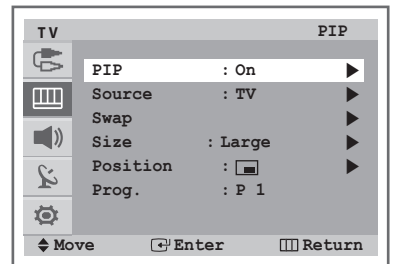 TV PIP
PIP : On
Source : TV
Swap
Size : Large
Position :
Prog. : P 1
Move Enter Return